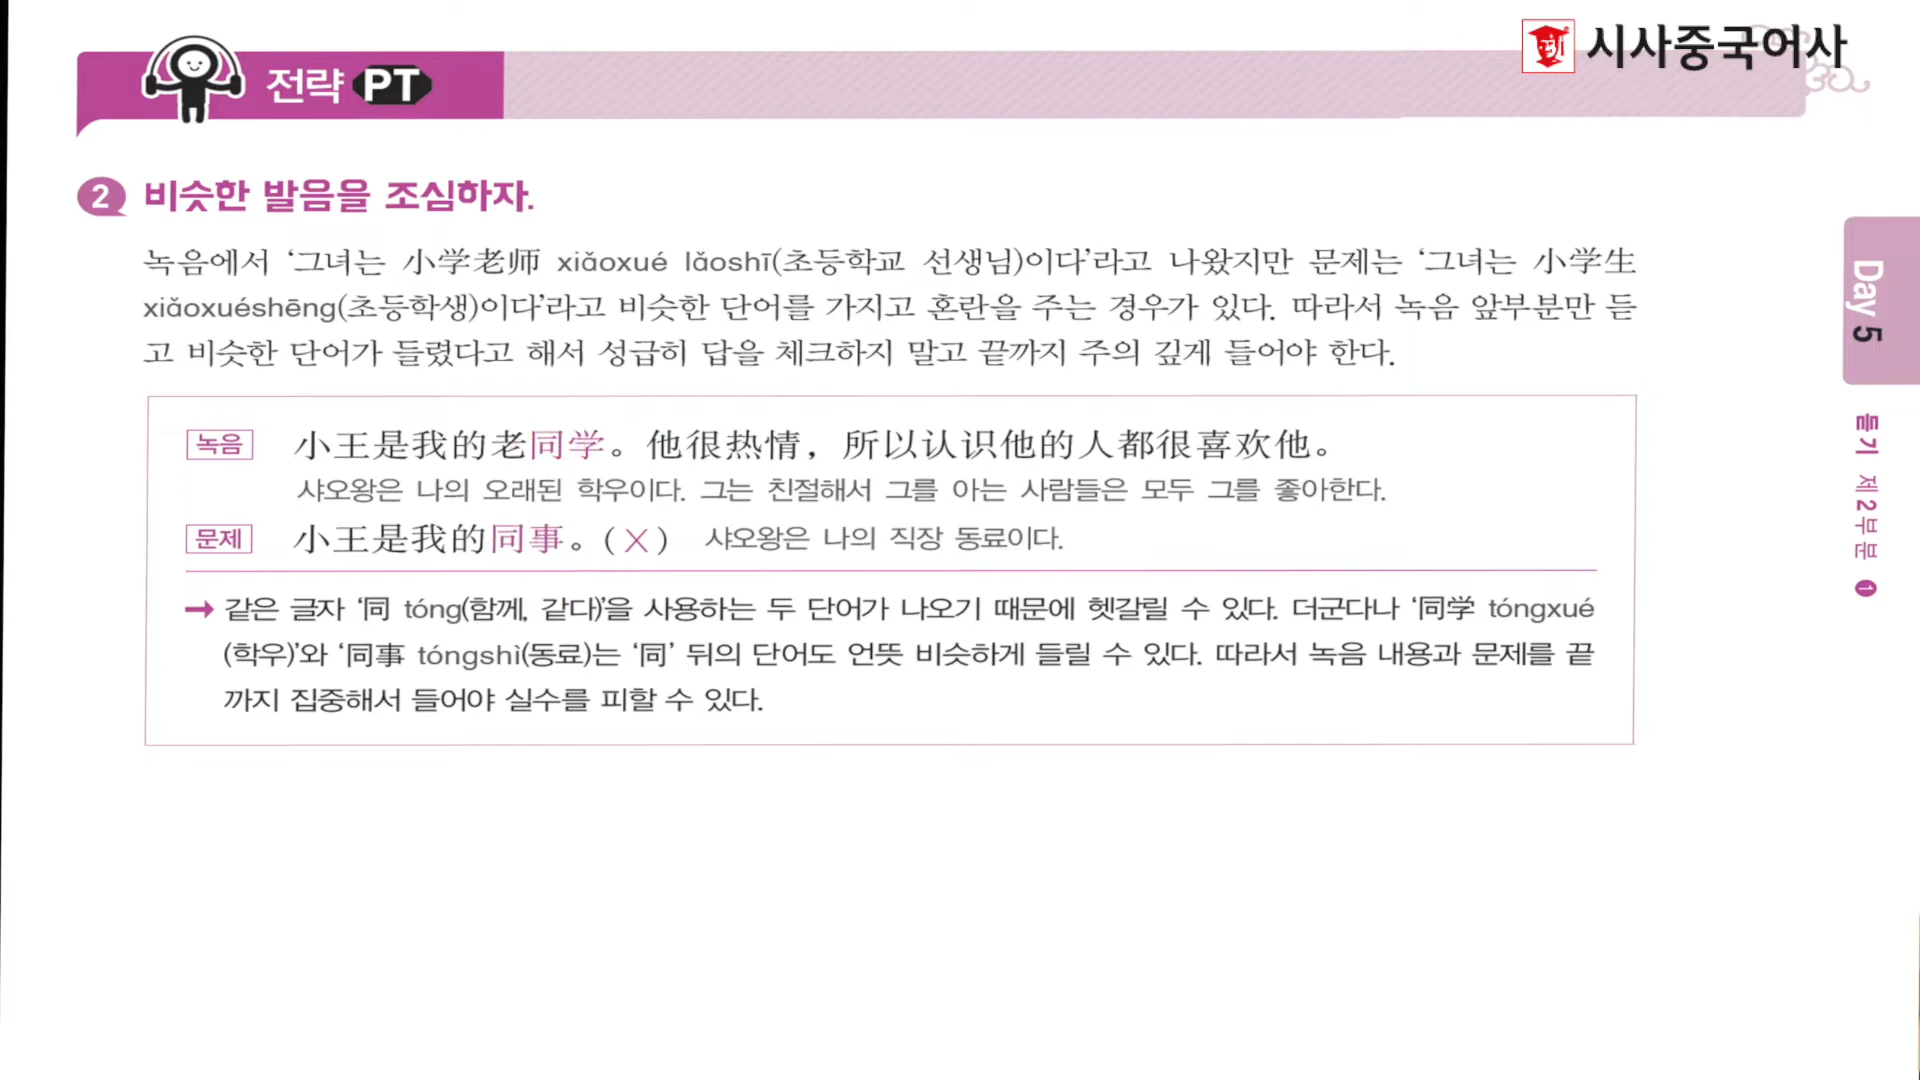 시사중국어사
전략 PT
2 비슷한 발음을 조심하자.
녹음에서 ‘그녀는 小学老师 xiǎoxué lǎoshī(초등학교 선생님)이다’라고 나왔지만 문제는 ‘그녀는 小学生
xiǎoxuéshēng(초등학생)이다’라고 비슷한 단어를 가지고 혼란을 주는 경우가 있다. 따라서 녹음 앞부분만 듣
고 비슷한 단어가 들렸다고 해서 성급히 답을 체크하지 말고 끝까지 주의 깊게 들어야 한다.
녹음 小王是我的老同学。他很热情，所以认识他的人都很喜欢他。
샤오왕은 나의 오래된 학우이다. 그는 친절해서 그를 아는 사람들은 모두 그를 좋아한다.
문제 小王是我的同事。( X ) 샤오왕은 나의 직장 동료이다.
→ 같은 글자 ‘同 tóng(함께, 같다)’을 사용하는 두 단어가 나오기 때문에 헷갈릴 수 있다. 더군다나 ‘同学 tóngxué
(학우)’와 ‘同事 tóngshì(동료)는 ‘同’ 뒤의 단어도 언뜻 비슷하게 들릴 수 있다. 따라서 녹음 내용과 문제를 끝
까지 집중해서 들어야 실수를 피할 수 있다.
Day 5
듣기 제2부분 1